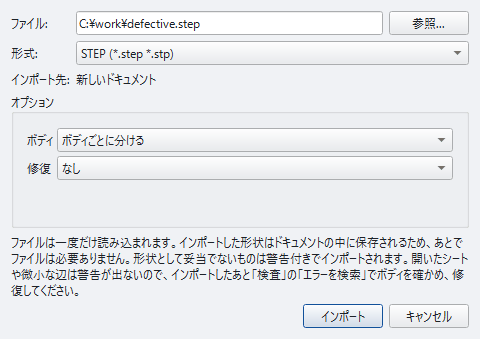 ファイル: C:¥work¥defective.step 参照...
形式: STEP (*.step *.stp)
インポート先: 新しいドキュメント
オプション
ボディ ボディごとに分ける
修復 なし
ファイルは一度だけ読み込まれます。インポートした形状はドキュメントの中に保存されるため、あとで
ファイルは必要ありません。形状として妥当でないものは警告付きでインポートされます。開いたシート
や微小な辺は警告が出ないので、インポートしたあと「検査」の「エラーを検索」でボディを確かめ、修
復してください。
インポート キャンセル